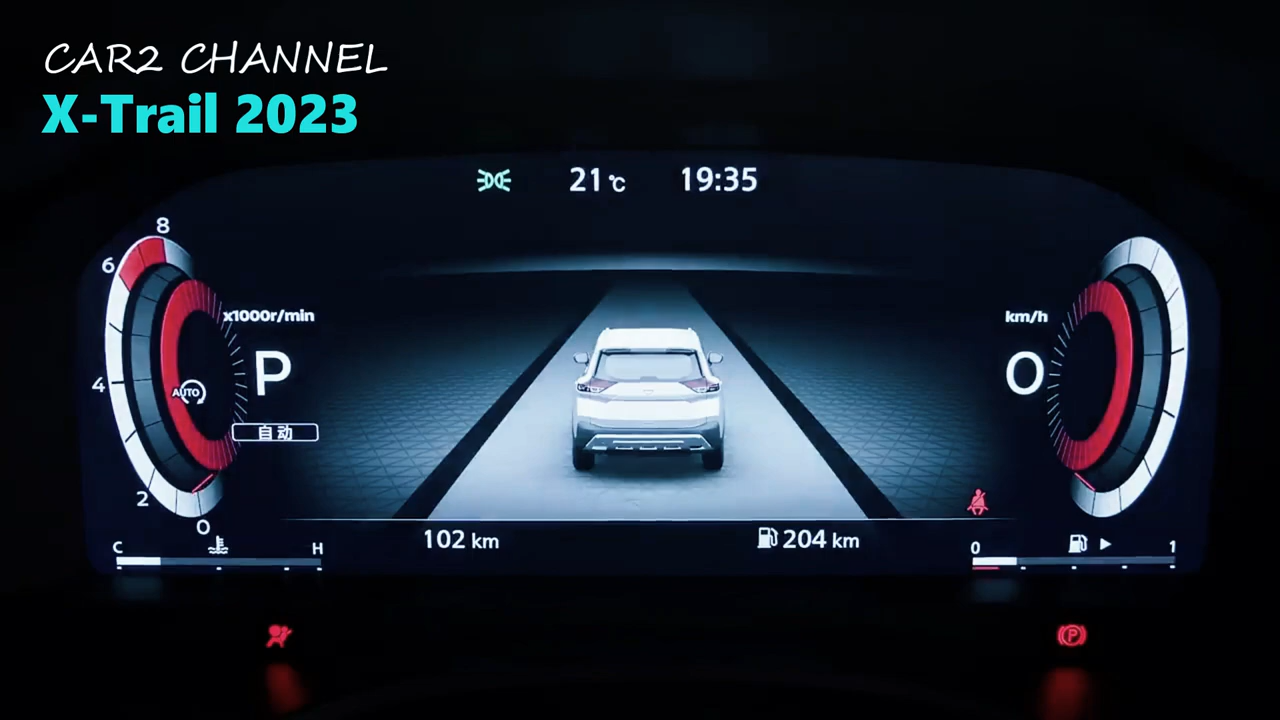 CAR2 CHANNEL
X-Trail 2023
21℃ 19:35
8
6
x1000r/min
km/h
P
0
4
AUTO
自动
2
0
102 km
204 km
C
H
0
1
P